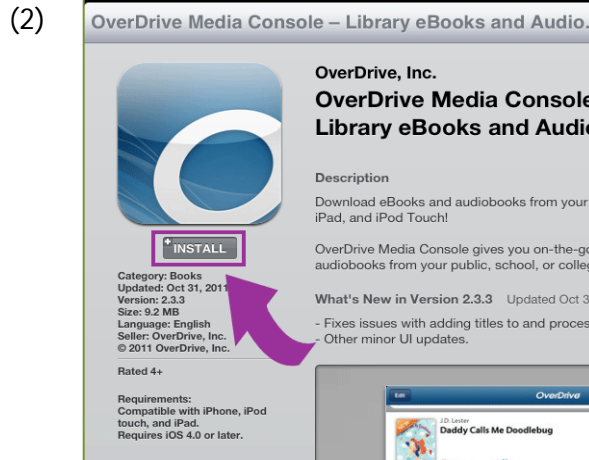 (2)
OverDrive Media Console – Library eBooks and Audio.
OverDrive, Inc.
OverDrive Media Console
Library eBooks and Audio
INSTALL
Category: Books
Updated: Oct 31, 2011
Version: 2.3.3
Size: 9.2 MB
Language: English
Seller: OverDrive, Inc.
© 2011 OverDrive, Inc.
Rated 4+
Requirements:
Compatible with iPhone, iPod
touch, and iPad.
Requires iOS 4.0 or later.
Description
Download eBooks and audiobooks from your
iPad, and iPod Touch!
OverDrive Media Console gives you on-the-go
audiobooks from your public, school, or colleg
What's New in Version 2.3.3 Updated Oct 3
- Fixes issues with adding titles to and proces
- Other minor UI updates.
Edit
OverDrive
J.D. Lester
Daddy Calls Me Doodlebug